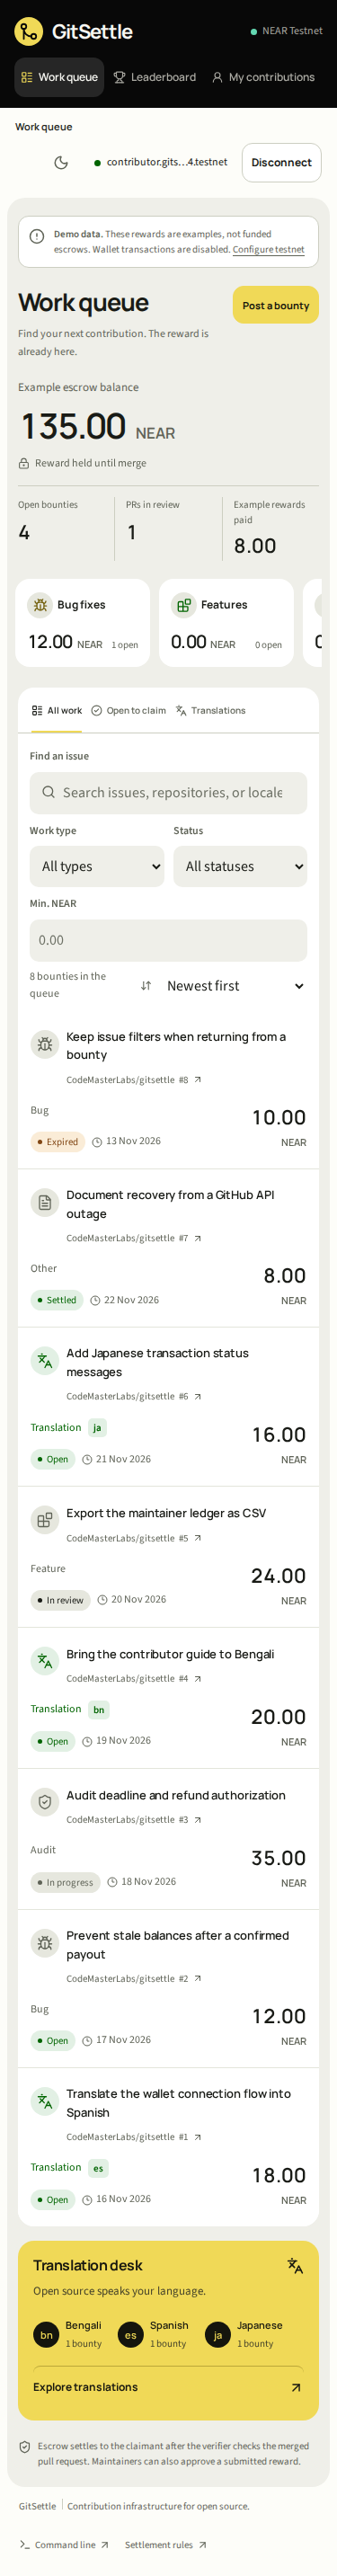 GitSettle
NEAR Testnet
Work queue
Leaderboard
My contributions
Work queue
contributor.gits...4.testnet
Disconnect
Demo data. These rewards are examples, not funded
escrows. Wallet transactions are disabled. Configure testnet
Work queue
Post a bounty
Find your next contribution. The reward is
already here.
Example escrow balance
135.00 NEAR
Reward held until merge
Open bounties
4
PRs in review
1
Example rewards
paid
8.00
Bug fixes
12.00 NEAR
1 open
Features
0.00 NEAR
0 open
All work
Open to claim
Translations
Find an issue
Search issues, repositories, or locale
Work type
Status
All types
All statuses
Min. NEAR
0.00
8 bounties in the
queue
Newest first
Keep issue filters when returning from a
bounty
CodeMasterLabs/gitsettle #8
Bug
Expired
13 Nov 2026
10.00
NEAR
Document recovery from a GitHub API
outage
CodeMasterLabs/gitsettle #7
Other
Settled
22 Nov 2026
8.00
NEAR
Add Japanese transaction status
messages
CodeMasterLabs/gitsettle #6
Translation ja
Open
21 Nov 2026
16.00
NEAR
Export the maintainer ledger as CSV
CodeMasterLabs/gitsettle #5
Feature
In review
20 Nov 2026
24.00
NEAR
Bring the contributor guide to Bengali
CodeMasterLabs/gitsettle #4
Translation bn
Open
19 Nov 2026
20.00
NEAR
Audit deadline and refund authorization
CodeMasterLabs/gitsettle #3
Audit
In progress
18 Nov 2026
35.00
NEAR
Prevent stale balances after a confirmed
payout
CodeMasterLabs/gitsettle #2
Bug
Open
17 Nov 2026
12.00
NEAR
Translate the wallet connection flow into
Spanish
CodeMasterLabs/gitsettle #1
Translation es
Open
16 Nov 2026
18.00
NEAR
Translation desk
Open source speaks your language.
bn
Bengali
1 bounty
es
Spanish
1 bounty
ja
Japanese
1 bounty
Explore translations
Escrow settles to the claimant after the verifier checks the merged
pull request. Maintainers can also approve a submitted reward.
GitSettle
Contribution infrastructure for open source.
Command line
Settlement rules